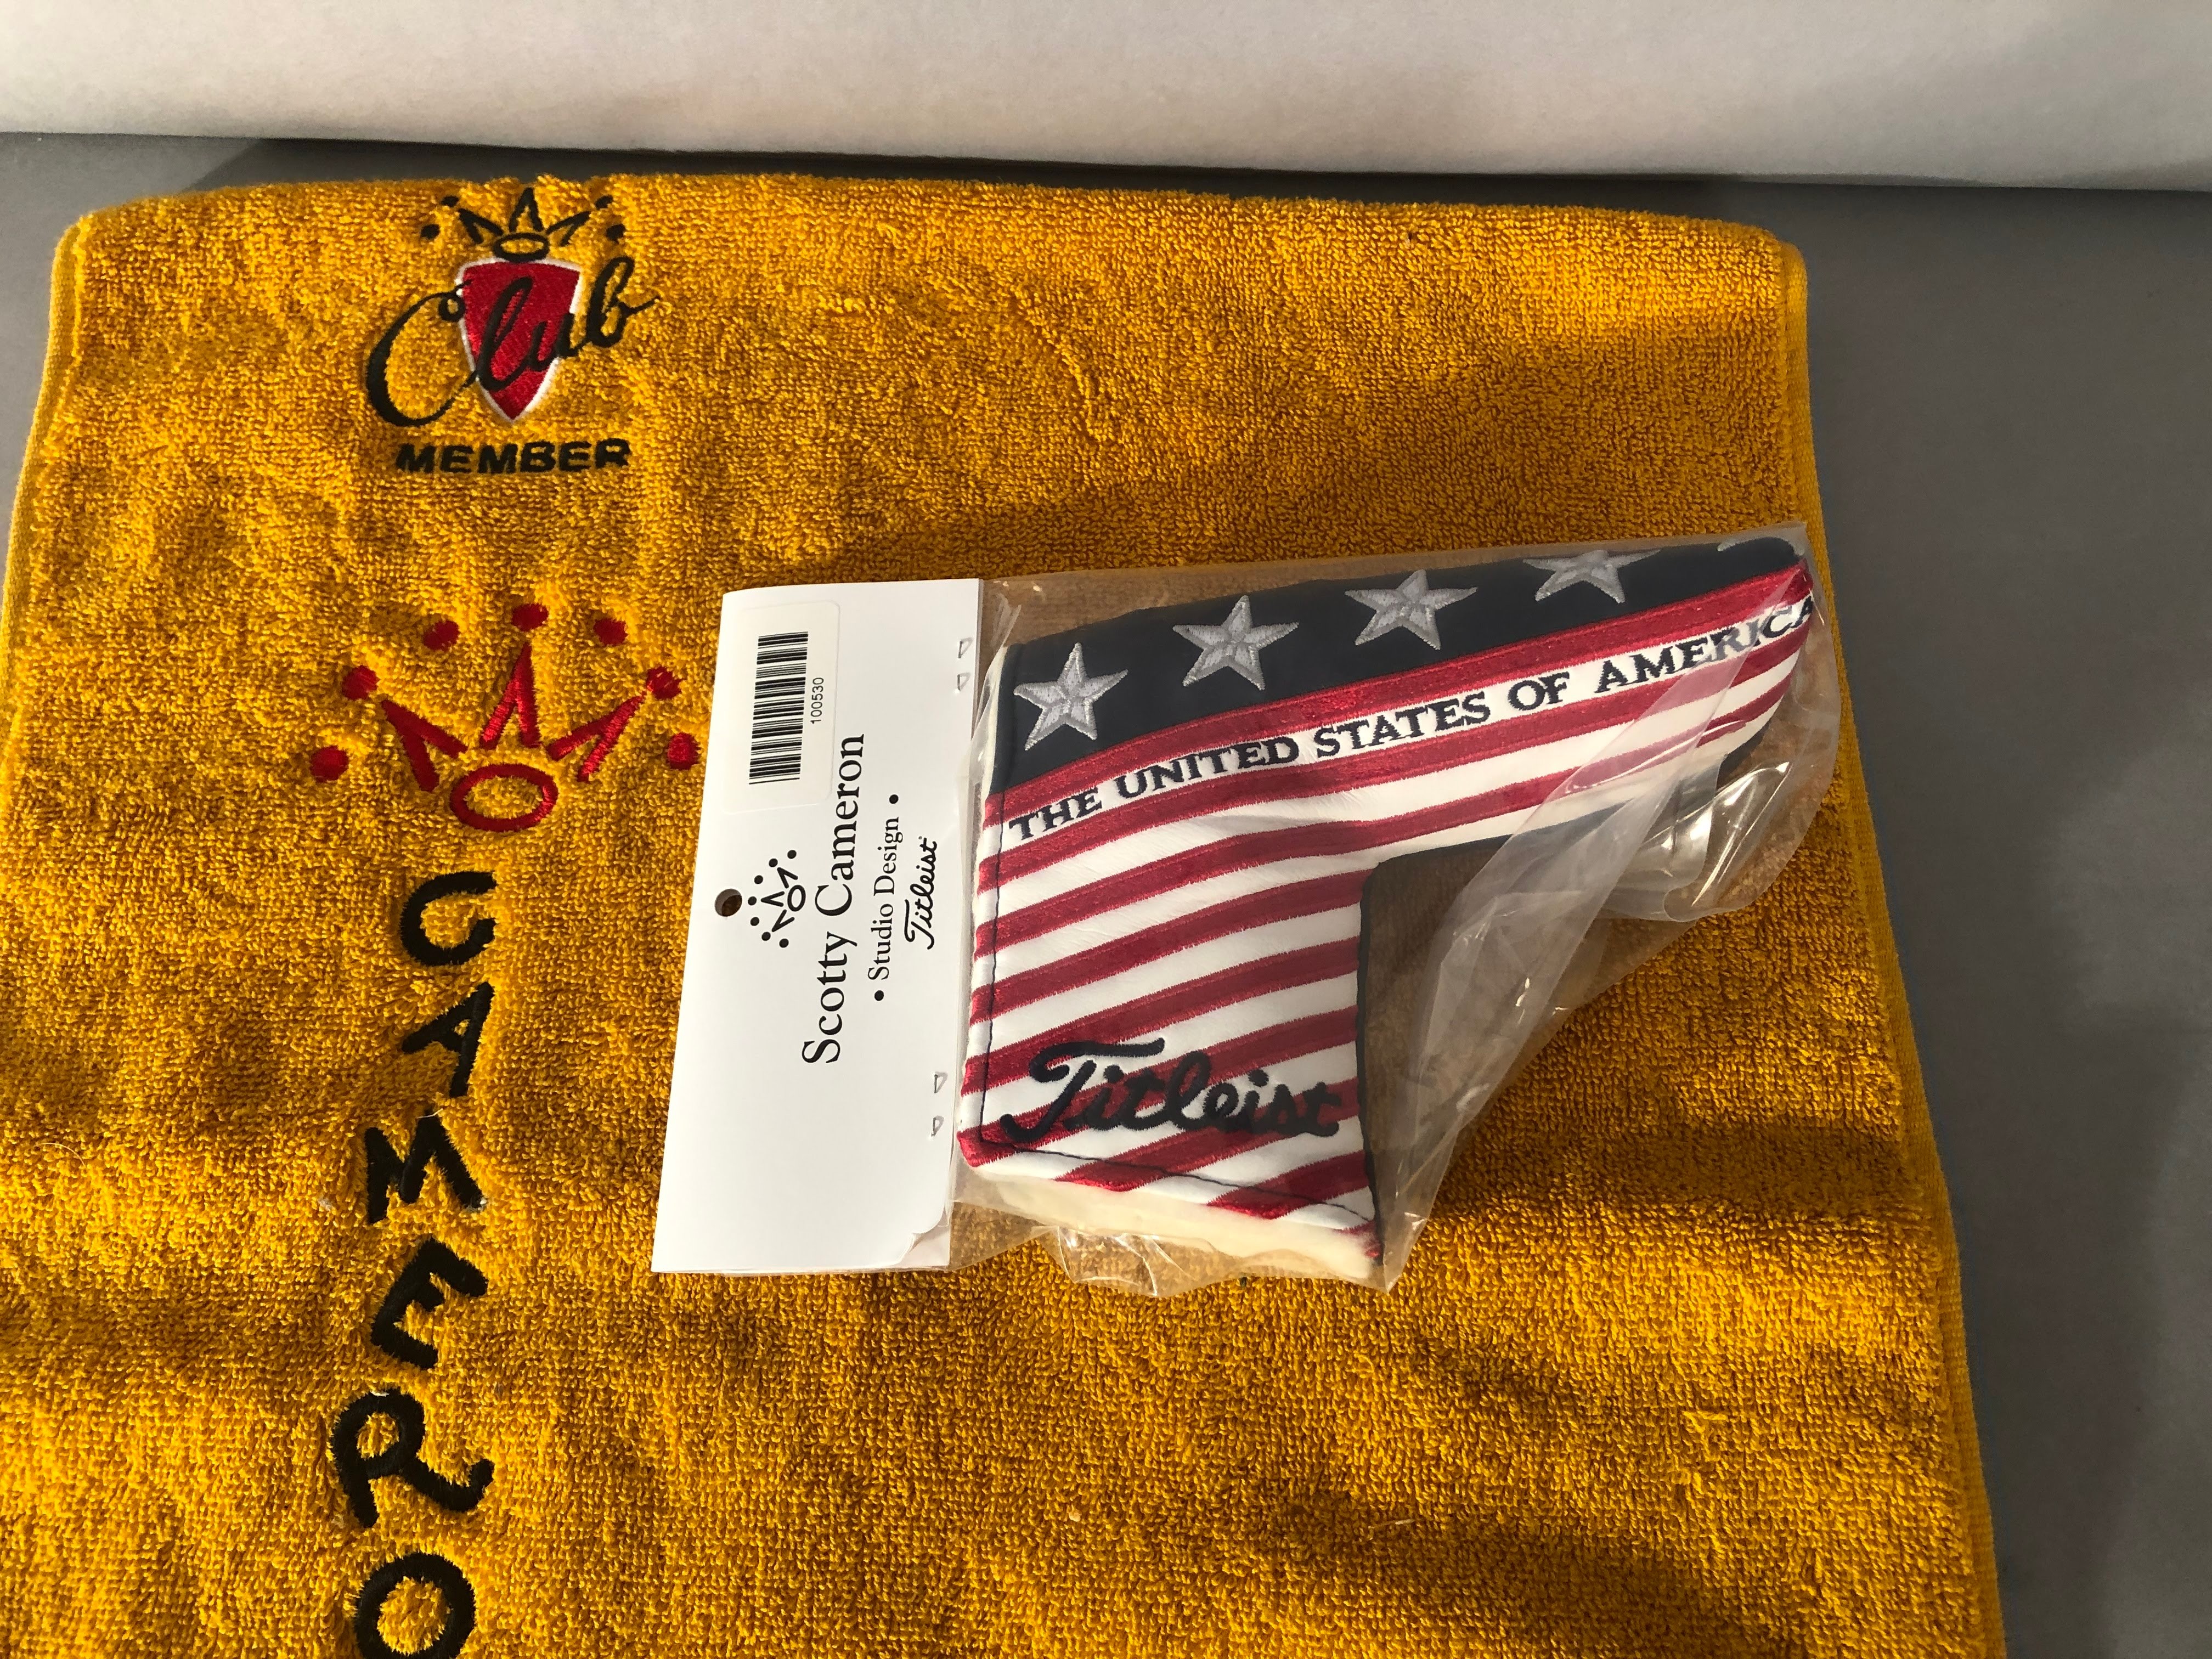 Club
MEMBER
CAMERO
100530
Scotty Cameron
• Studio Design •
Titleist
THE UNITED STATES OF AMERICA
Titleist